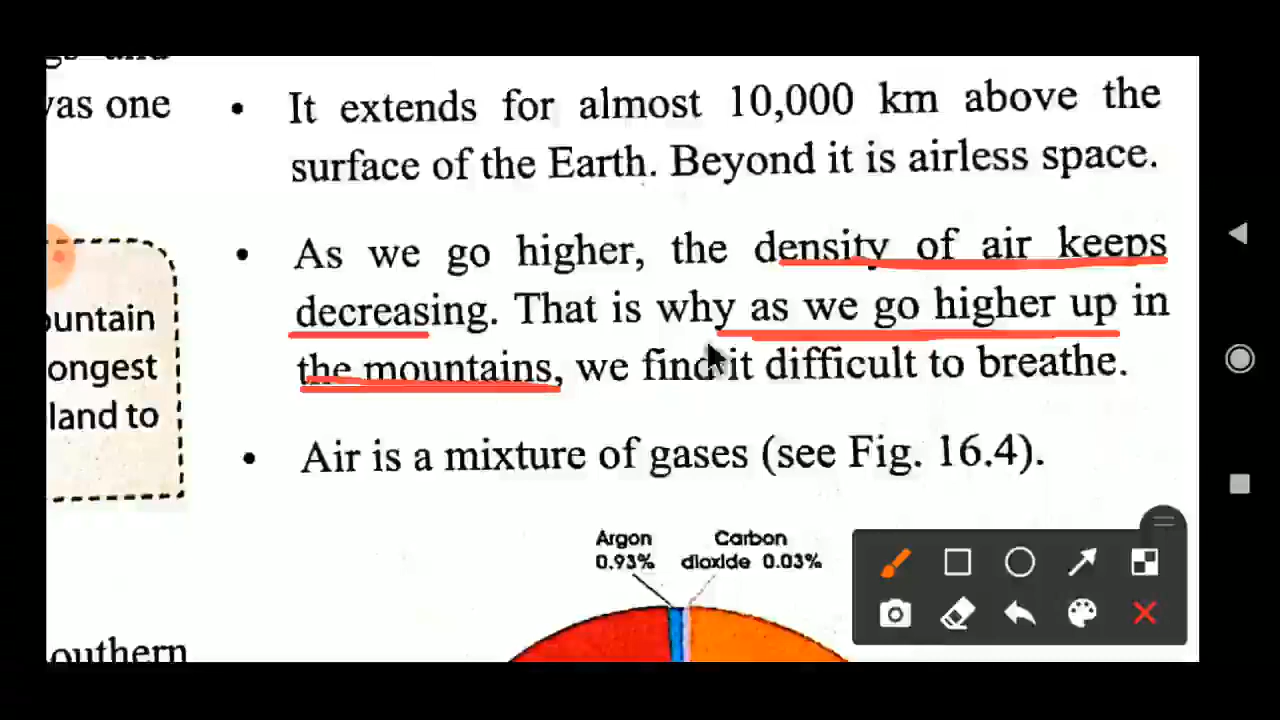 was one
It extends for almost 10,000 km above the
surface of the Earth. Beyond it is airless space.
As we go higher, the density of air keeps
decreasing. That is why as we go higher up in
the mountains, we find it difficult to breathe.
ountain
ongest
land to
Air is a mixture of gases (see Fig. 16.4).
Argon
0.93%
Carbon
dioxide 0.03%
outhern